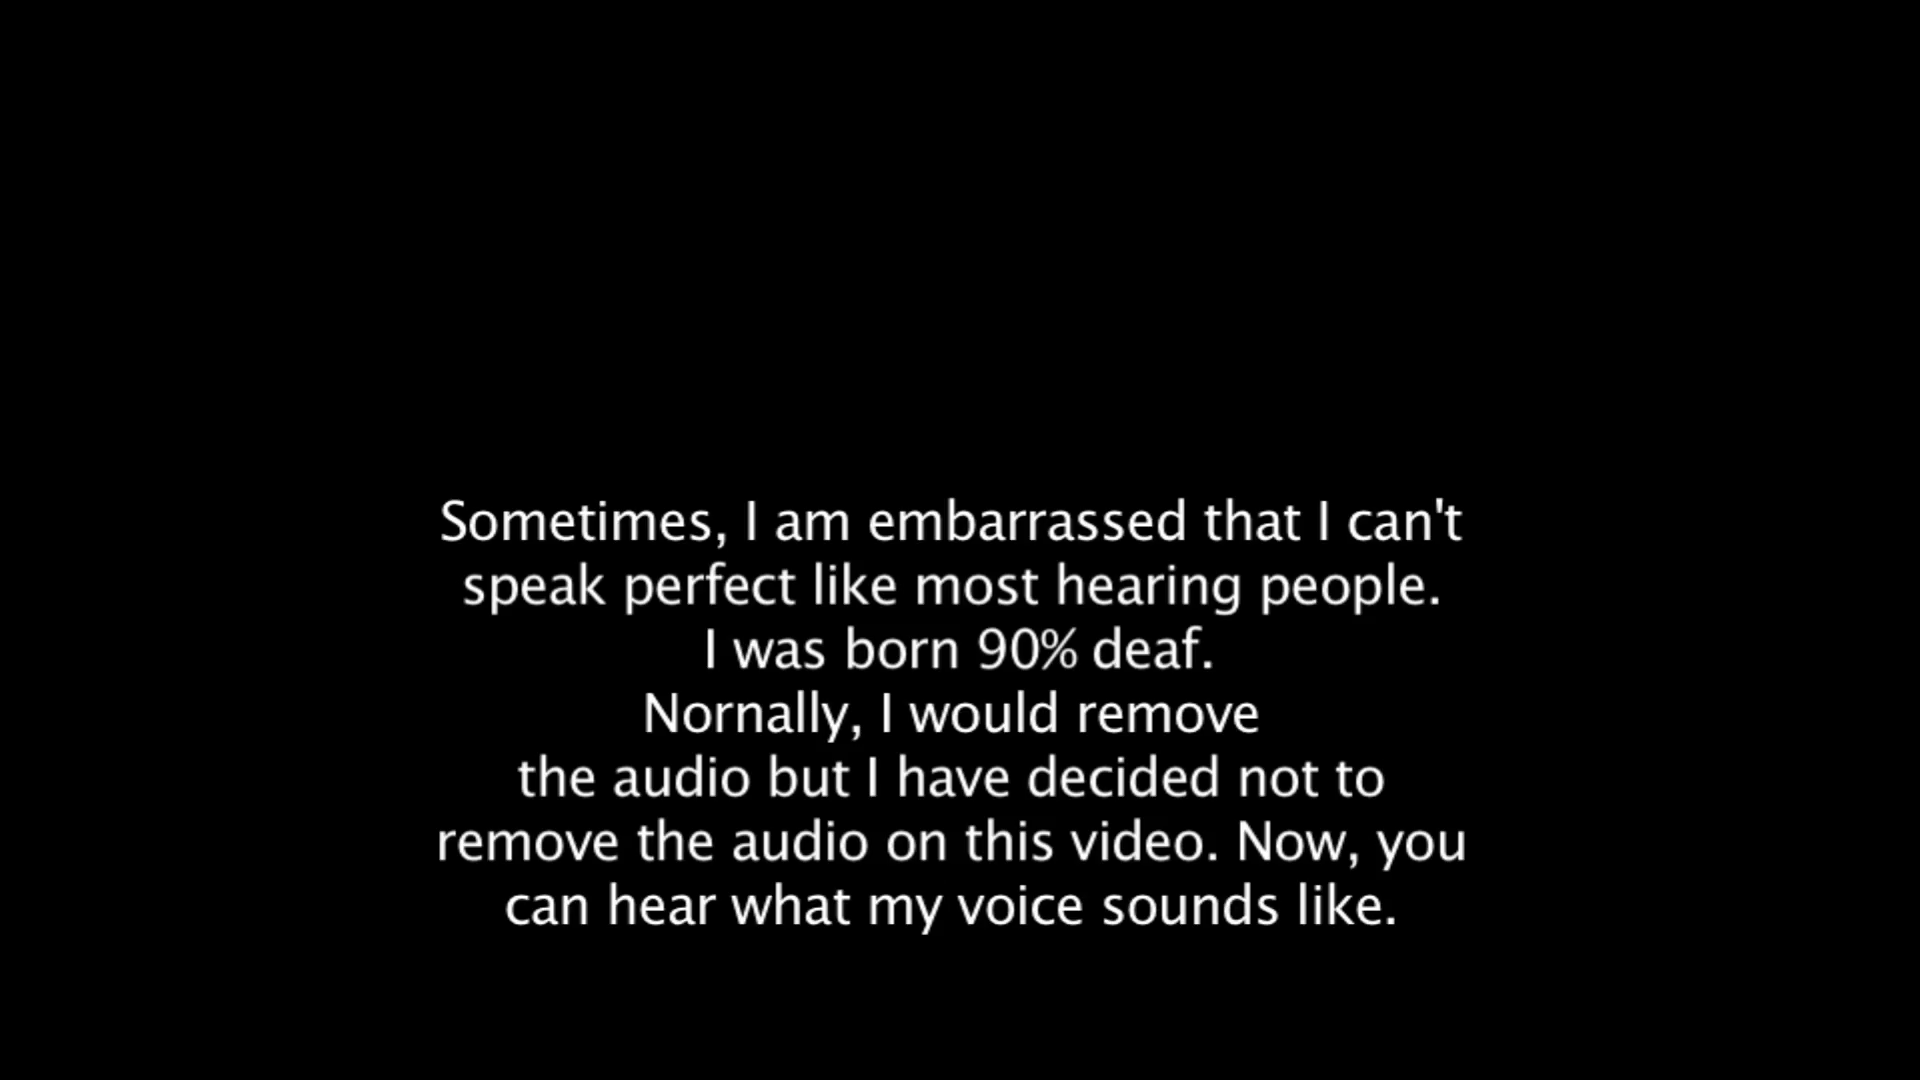 Sometimes, I am embarrassed that I can't
speak perfect like most hearing people.
I was born 90% deaf.
Nornally, I would remove
the audio but I have decided not to
remove the audio on this video. Now, you
can hear what my voice sounds like.